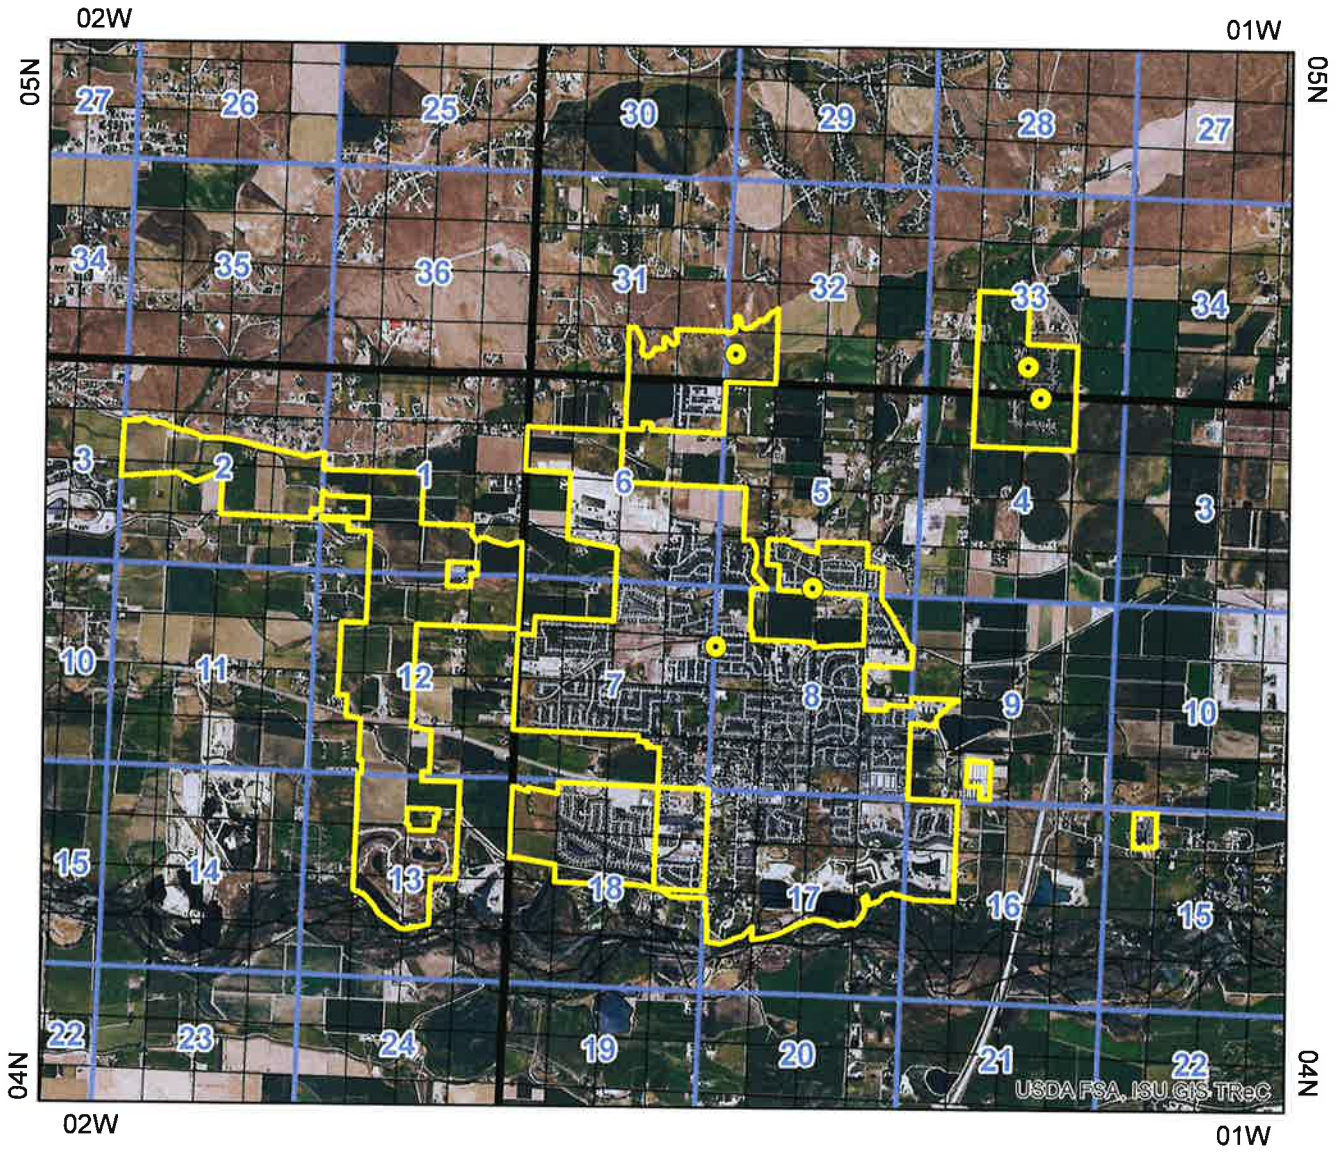 02W
01W
05N
05N
27 26 25 30 29 28 27
34 35 36 31 32 33 34
3 2 1 6 5 4 3
10 11 12 7 8 9 10
15 14 13 18 17 16 15
22 23 24 19 20 21 22
USDA FSA, ISU GIS TReC
04N
04N
02W
01W